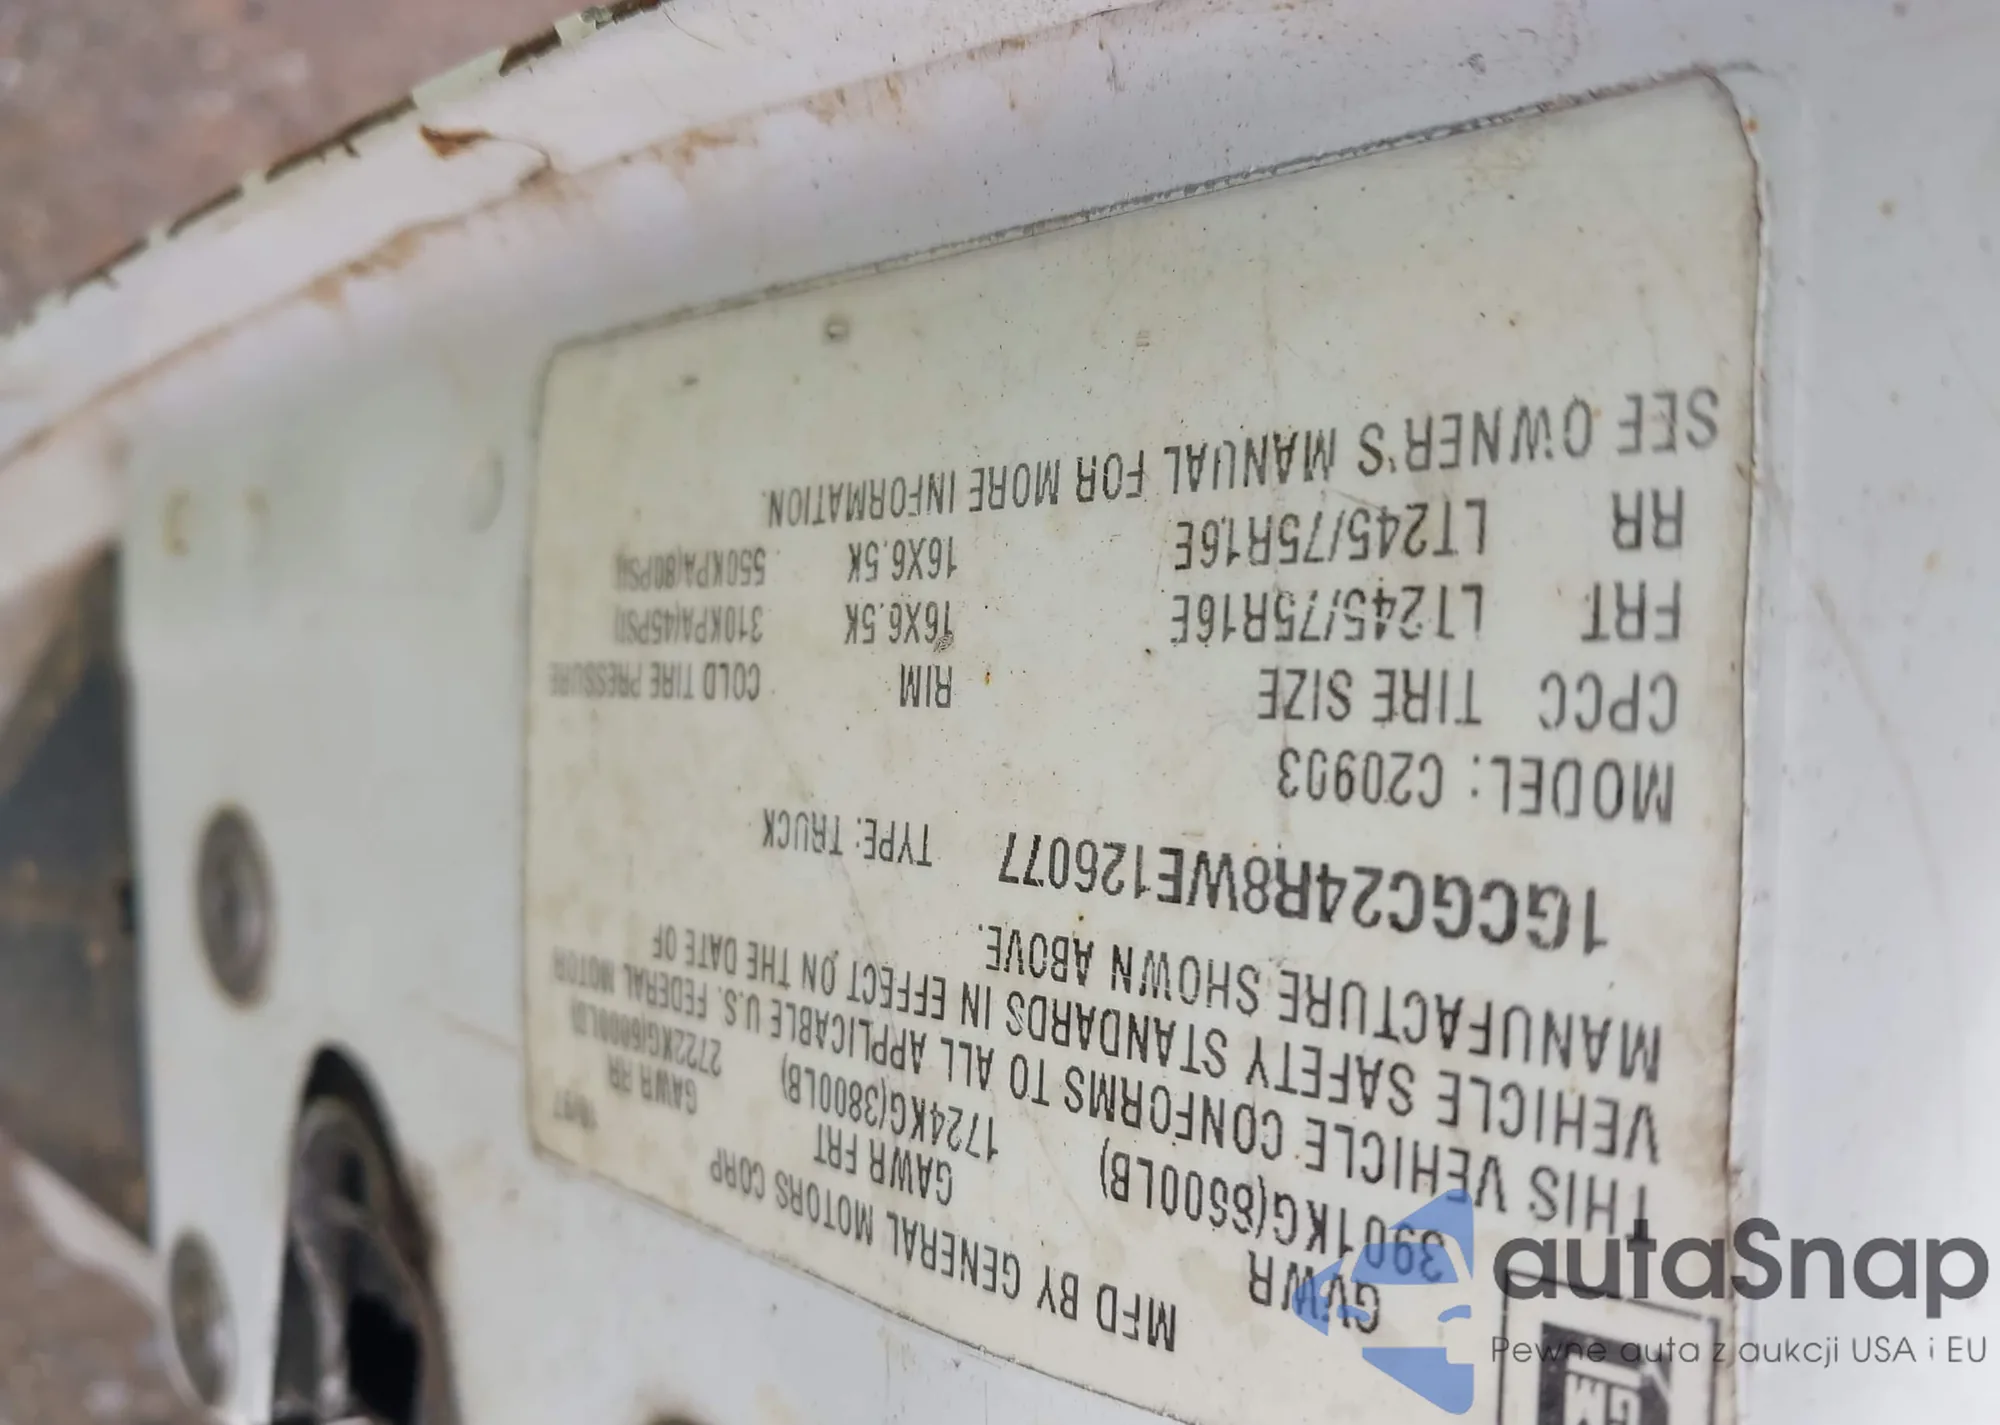 GM
MFD BY GENERAL MOTORS CORP 10/97
GVWR GAWR FRT GAWR RR
3901KG(8600LB) 1724KG(3800LB) 2722KG(6000LB)
THIS VEHICLE CONFORMS TO ALL APPLICABLE U.S. FEDERAL MOTOR
VEHICLE SAFETY STANDARDS IN EFFECT ON THE DATE OF
MANUFACTURE SHOWN ABOVE.
1GCGC24R8WE126077 TYPE: TRUCK
MODEL: C20903
CPCC TIRE SIZE RIM COLD TIRE PRESSURE
FRT LT245/75R16E 16X6.5K 310KPA(45PSI)
RR LT245/75R16E 16X6.5K 550KPA(80PSI)
SEE OWNER'S MANUAL FOR MORE INFORMATION.
autaSnap
Pewne auta z aukcji USA i EU